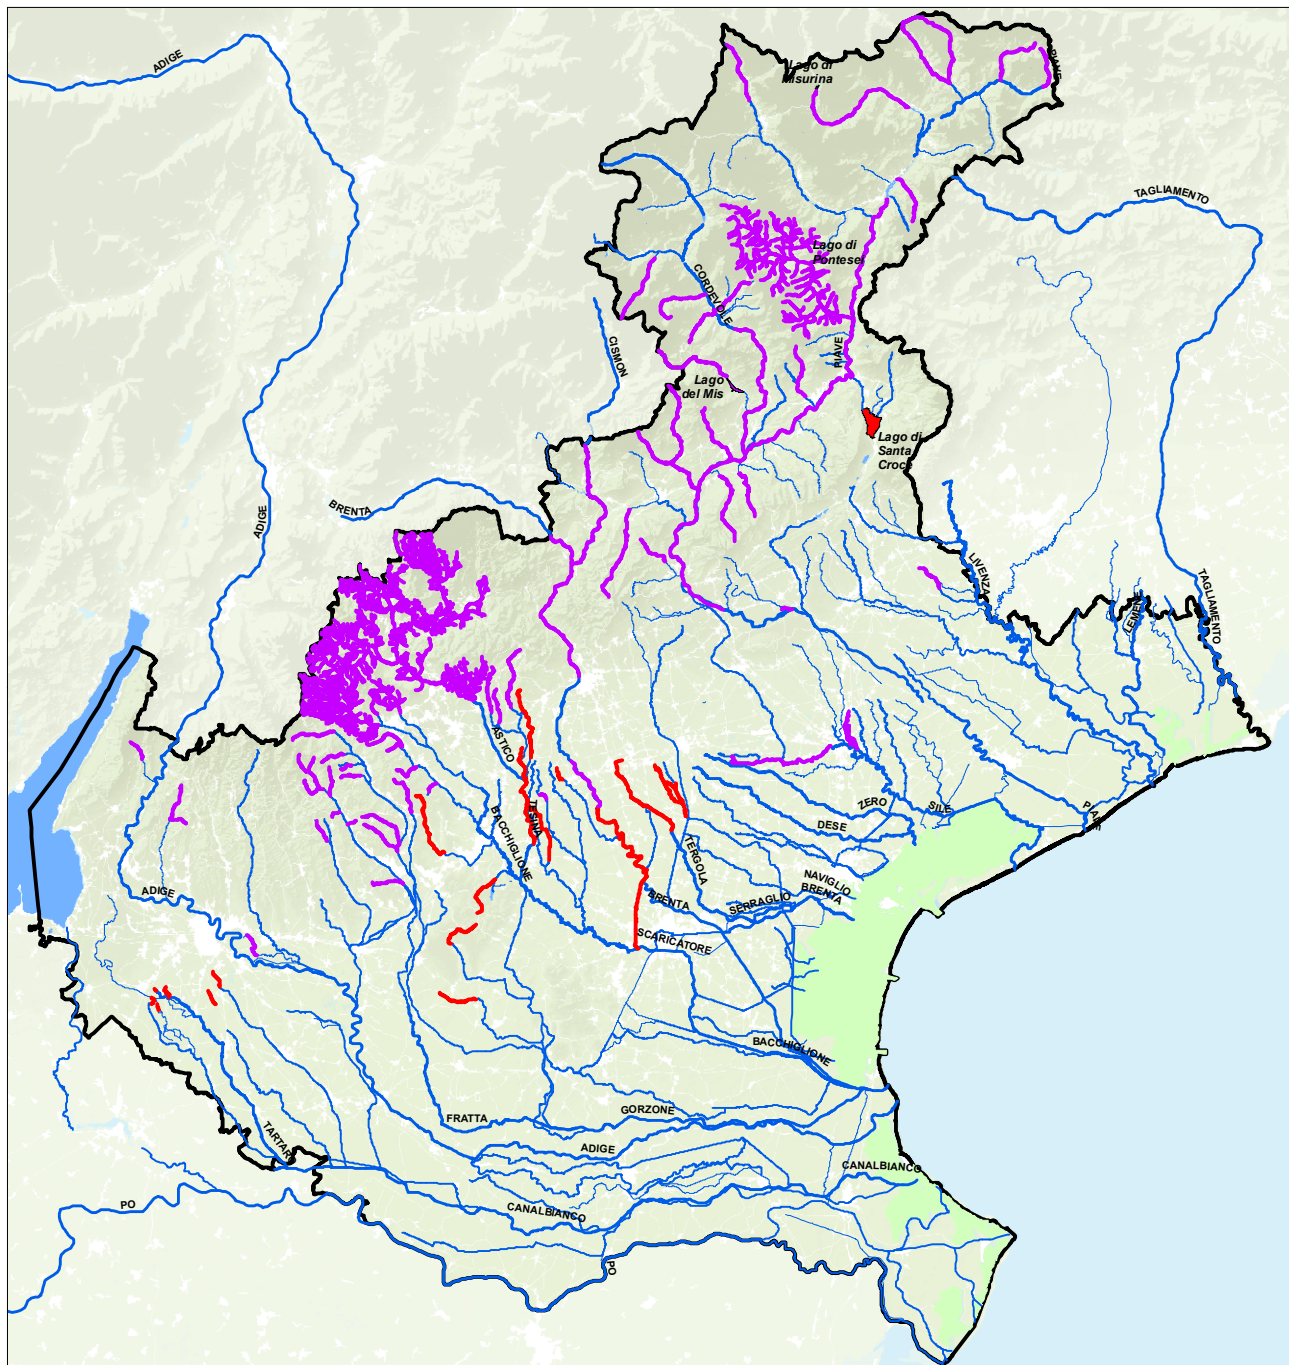 ADIGE
Lago di
Misurina
PIAVE
TAGLIAMENTO
Lago di
Pontesei
CORDEVOLE
CISMON
PIAVE
Lago
del Mis
Lago di
Santa
Croce
BRENTA
ADIGE
LIVENZA
TAGLIAMENTO
LEMENE
ASTICO
TESINA
BACCHIGLIONE
ZERO
SILE
PIAVE
DESE
TERGOLA
NAVIGLIO
BRENTA
ADIGE
BRENTA
SERRAGLIO
SCARICATORE
BACCHIGLIONE
FRATTA
GORZONE
TARTARO
ADIGE
CANALBIANCO
PO
CANALBIANCO
PO